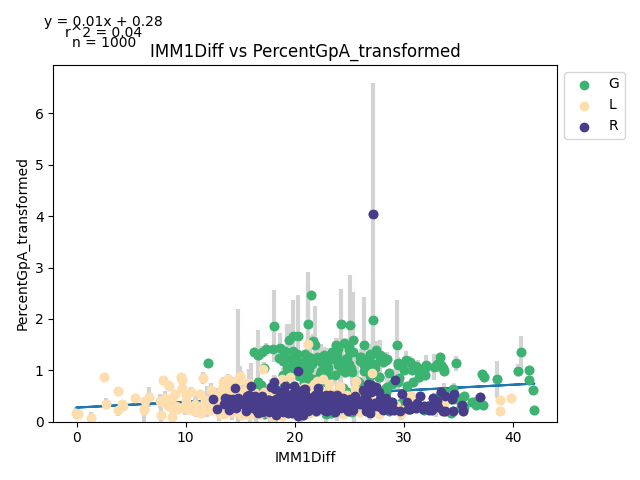 y = 0.01x + 0.28
r^2 = 0.04
n = 1000
IMM1Diff vs PercentGpA_transformed
G
L
R
PercentGpA_transformed
6
5
4
3
2
1
0
0 10 20 30 40
IMM1Diff